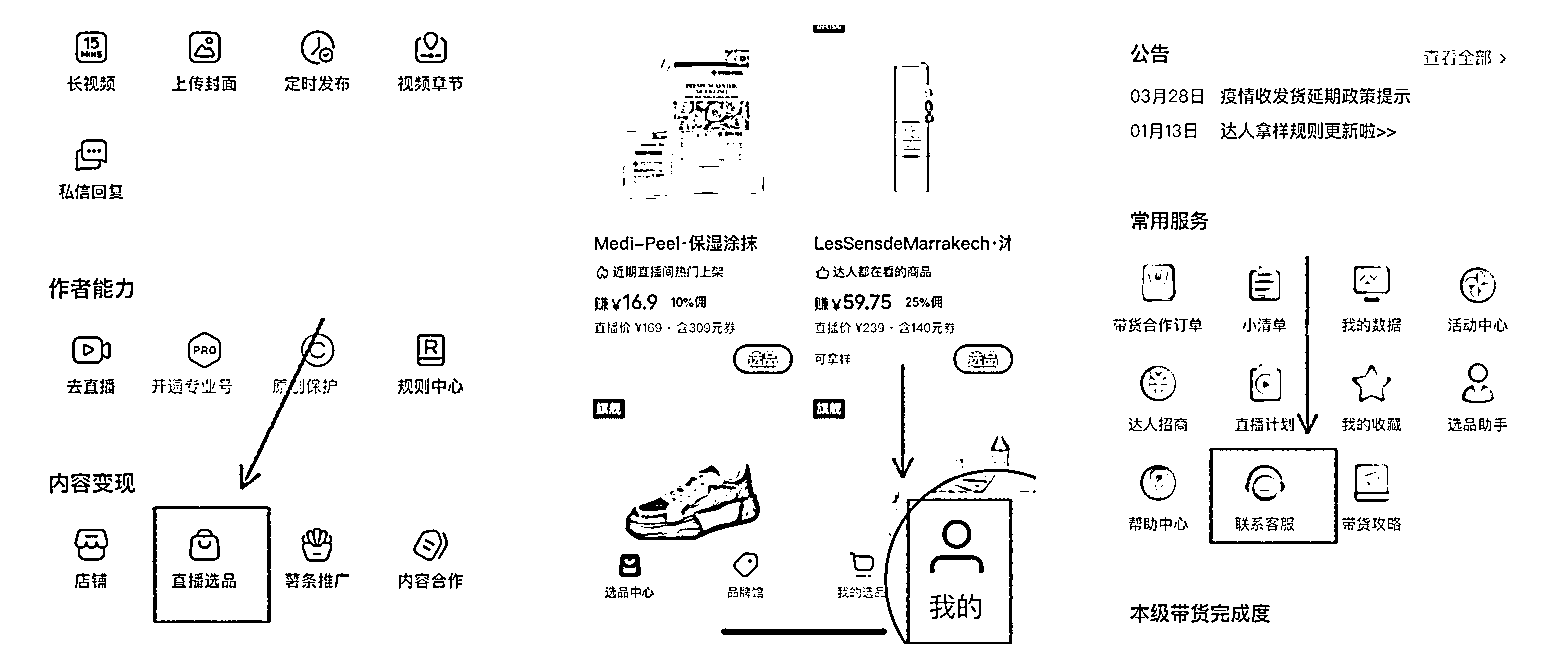 15
MINS
长视频
上传封面
定时发布
视频章节
私信回复
作者能力
PRO
去直播
开通专业号
原创保护
规则中心
内容变现
店铺
直播选品
薯条推广
内容合作
Medi-Peel·保湿涂抹
近期直播间热门上架
赚¥16.9 10%佣
直播价 ¥169 · 含309元券
选品
LesSensdeMarrakech·沐
达人都在看的商品
赚¥59.75 25%佣
直播价 ¥239 · 含140元券
可拿样
选品
旗舰
旗舰
选品中心
品牌馆
我的选品
我的
公告
查看全部 >
03月28日 疫情收发货延期政策提示
01月13日 达人拿样规则更新啦>>
常用服务
带货合作订单
小清单
我的数据
活动中心
达人招商
直播计划
我的收藏
选品助手
帮助中心
联系客服
带货攻略
本级带货完成度